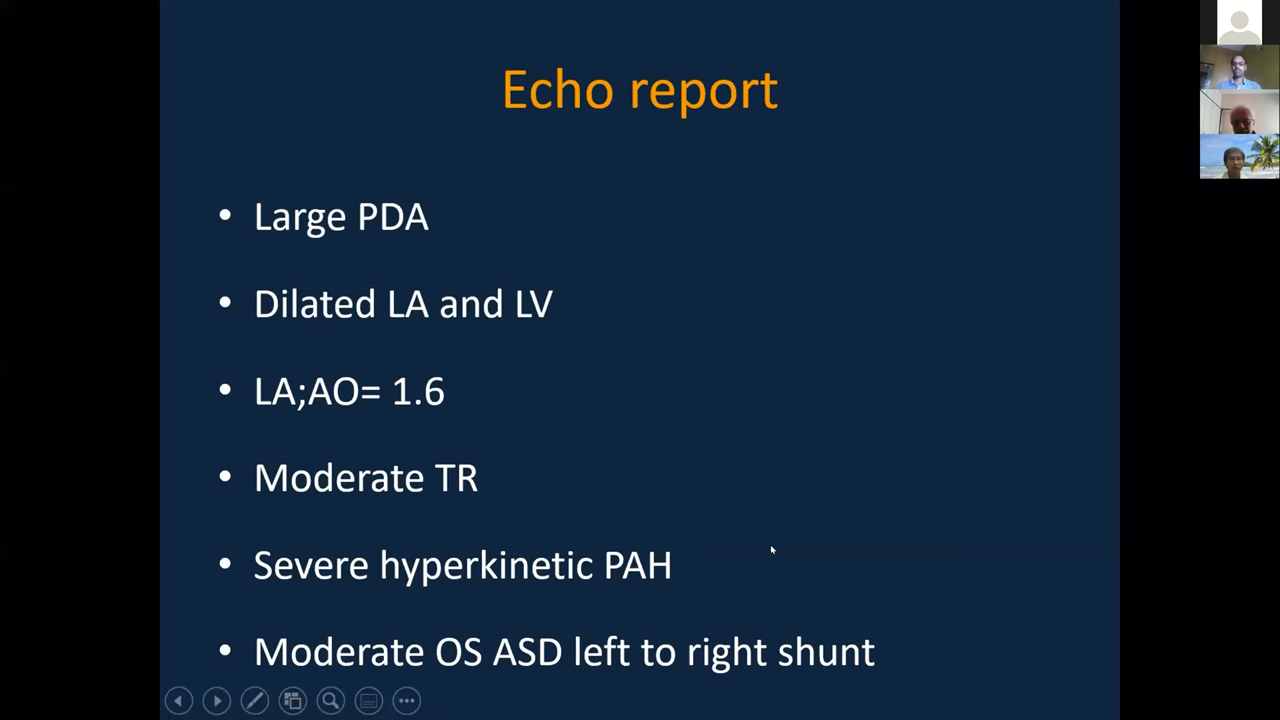 Echo report
• Large PDA
• Dilated LA and LV
• LA;AO= 1.6
• Moderate TR
• Severe hyperkinetic PAH
• Moderate OS ASD left to right shunt